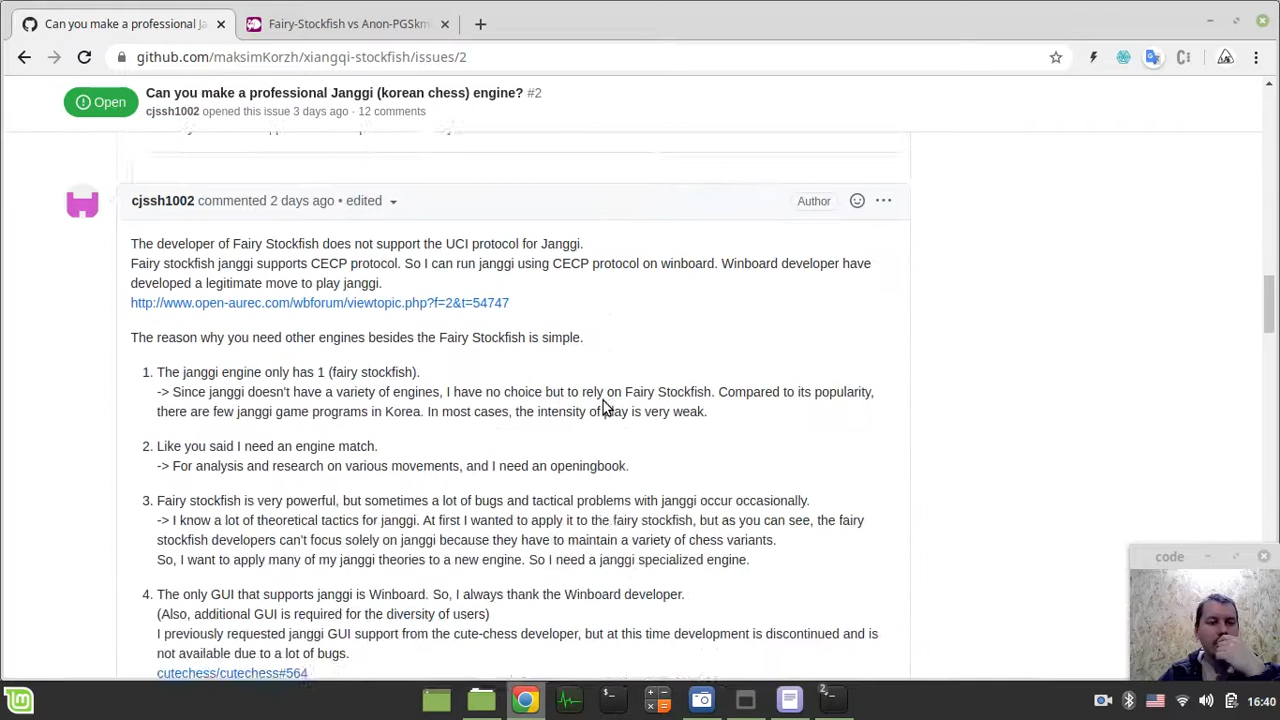 Can you make a professional Ja
Fairy-Stockfish vs Anon-PGSkm
github.com/maksimKorzh/xiangqi-stockfish/issues/2
Open
Can you make a professional Janggi (korean chess) engine? #2
cjssh1002 opened this issue 3 days ago · 12 comments
cjssh1002 commented 2 days ago • edited
Author
The developer of Fairy Stockfish does not support the UCI protocol for Janggi.
Fairy stockfish janggi supports CECP protocol. So I can run janggi using CECP protocol on winboard. Winboard developer have
developed a legitimate move to play janggi.
http://www.open-aurec.com/wbforum/viewtopic.php?f=2&t=54747
The reason why you need other engines besides the Fairy Stockfish is simple.
1. The janggi engine only has 1 (fairy stockfish).
-> Since janggi doesn't have a variety of engines, I have no choice but to rely on Fairy Stockfish. Compared to its popularity,
there are few janggi game programs in Korea. In most cases, the intensity of play is very weak.
2. Like you said I need an engine match.
-> For analysis and research on various movements, and I need an openingbook.
3. Fairy stockfish is very powerful, but sometimes a lot of bugs and tactical problems with janggi occur occasionally.
-> I know a lot of theoretical tactics for janggi. At first I wanted to apply it to the fairy stockfish, but as you can see, the fairy
stockfish developers can't focus solely on janggi because they have to maintain a variety of chess variants.
So, I want to apply many of my janggi theories to a new engine. So I need a janggi specialized engine.
4. The only GUI that supports janggi is Winboard. So, I always thank the Winboard developer.
(Also, additional GUI is required for the diversity of users)
I previously requested janggi GUI support from the cute-chess developer, but at this time development is discontinued and is
not available due to a lot of bugs.
cutechess/cutechess#564
code
16:40